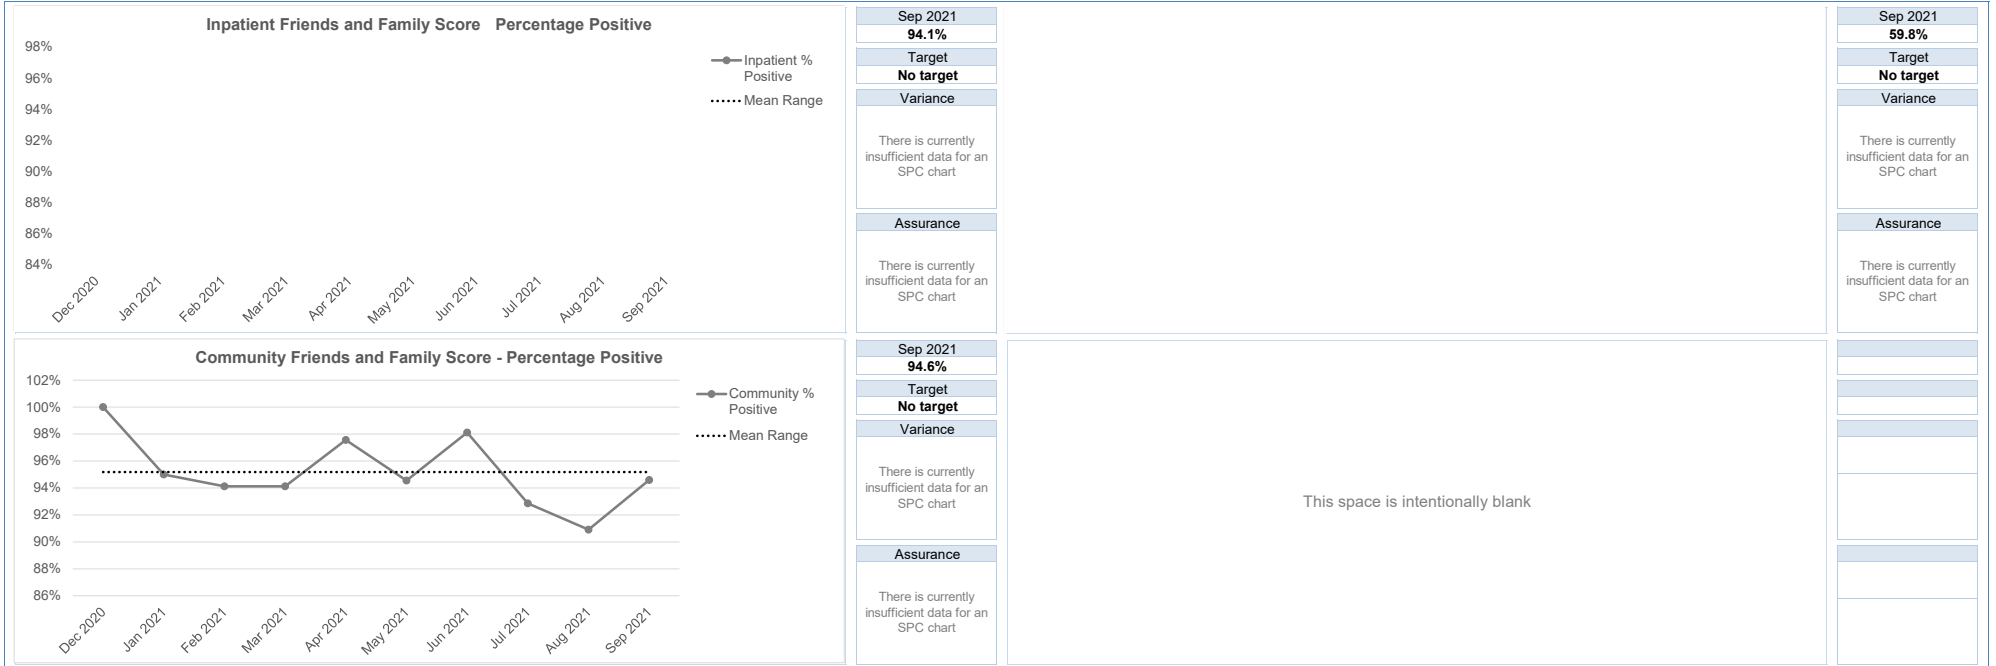 Inpatient Friends and Family Score   Percentage Positive
98%
96%
94%
92%
90%
88%
86%
84%
Dec 2020
Jan 2021
Feb 2021
Mar 2021
Apr 2021
May 2021
Jun 2021
Jul 2021
Aug 2021
Sep 2021
Inpatient %
Positive
Mean Range
Sep 2021
94.1%
Target
No target
Variance
There is currently
insufficient data for an
SPC chart
Assurance
There is currently
insufficient data for an
SPC chart
Sep 2021
59.8%
Target
No target
Variance
There is currently
insufficient data for an
SPC chart
Assurance
There is currently
insufficient data for an
SPC chart
Community Friends and Family Score - Percentage Positive
102%
100%
98%
96%
94%
92%
90%
88%
86%
Dec 2020
Jan 2021
Feb 2021
Mar 2021
Apr 2021
May 2021
Jun 2021
Jul 2021
Aug 2021
Sep 2021
Community %
Positive
Mean Range
Sep 2021
94.6%
Target
No target
Variance
There is currently
insufficient data for an
SPC chart
Assurance
There is currently
insufficient data for an
SPC chart
This space is intentionally blank